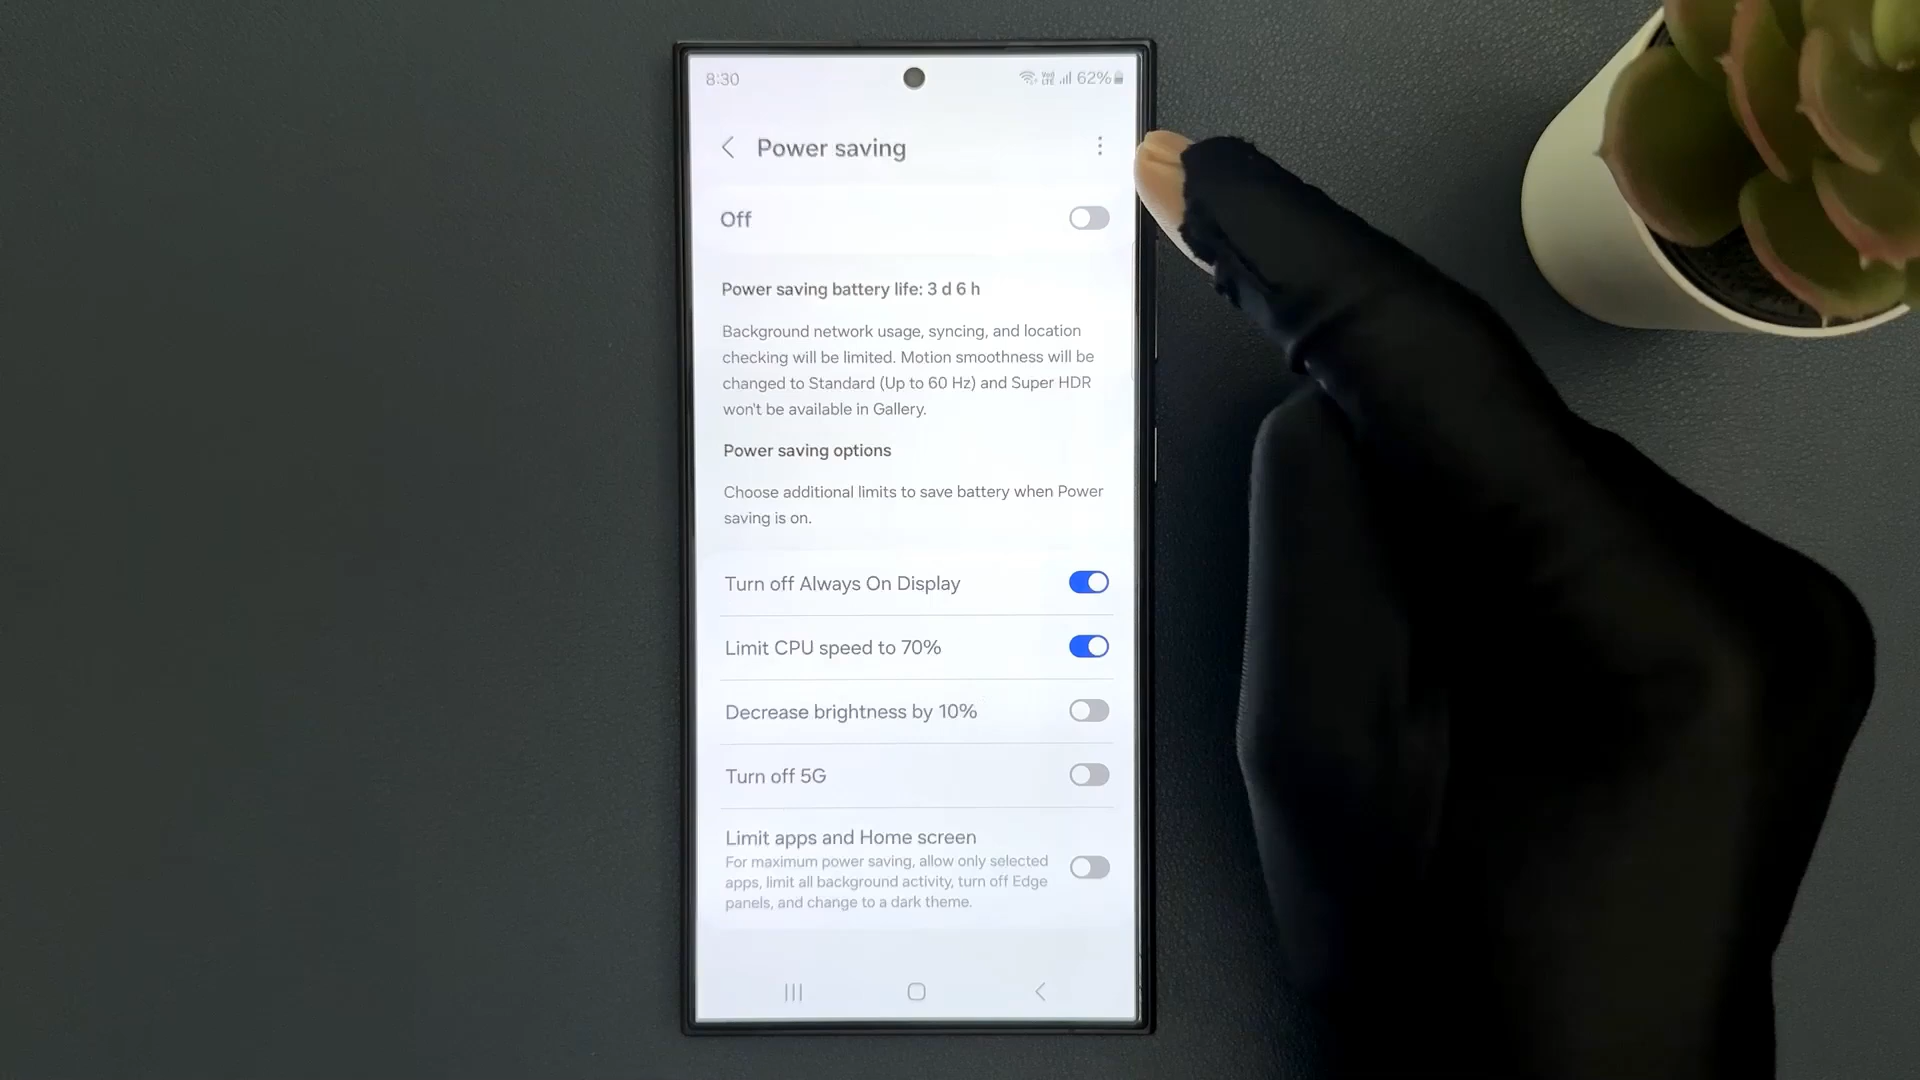 8:30
62%
Power saving
Off
Power saving battery life: 3 d 6 h
Background network usage, syncing, and location
checking will be limited. Motion smoothness will be
changed to Standard (Up to 60 Hz) and Super HDR
won't be available in Gallery.
Power saving options
Choose additional limits to save battery when Power
saving is on.
Turn off Always On Display
Limit CPU speed to 70%
Decrease brightness by 10%
Turn off 5G
Limit apps and Home screen
For maximum power saving, allow only selected
apps, limit all background activity, turn off Edge
panels, and change to a dark theme.